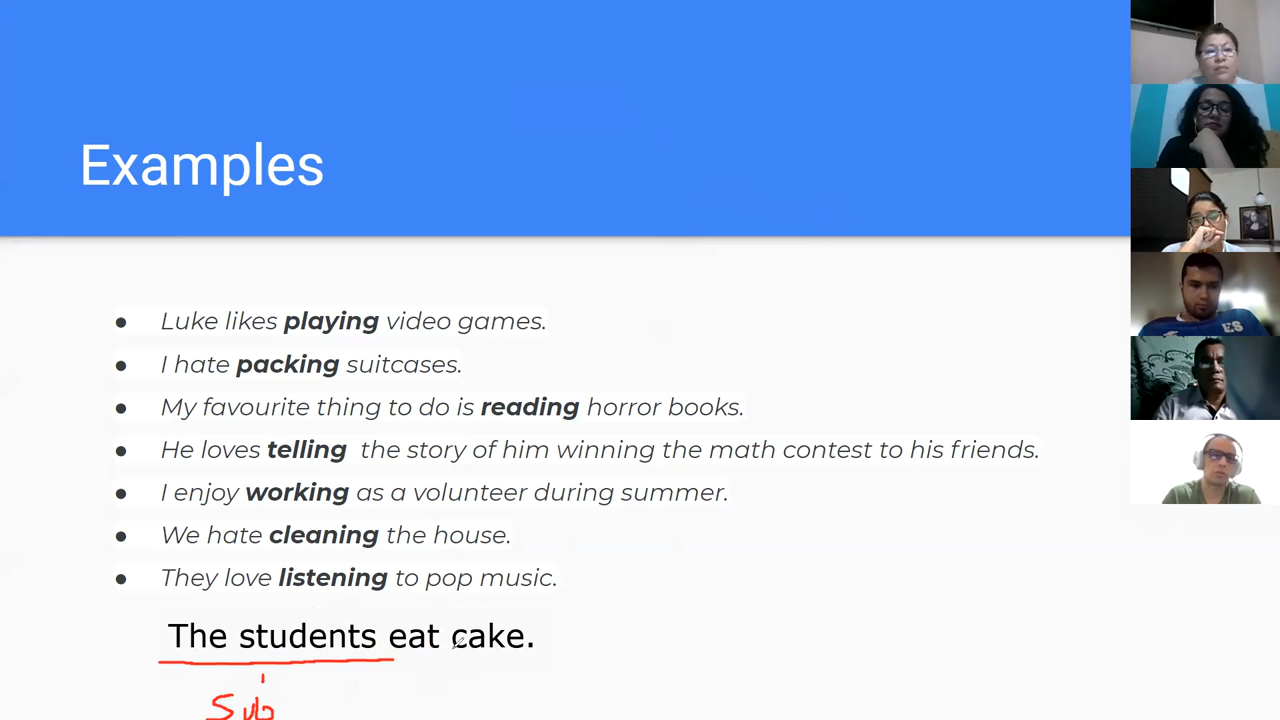 Examples
● Luke likes playing video games.
● I hate packing suitcases.
● My favourite thing to do is reading horror books.
● He loves telling the story of him winning the math contest to his friends.
● I enjoy working as a volunteer during summer.
● We hate cleaning the house.
● They love listening to pop music.
The students eat cake.
Sub
ES